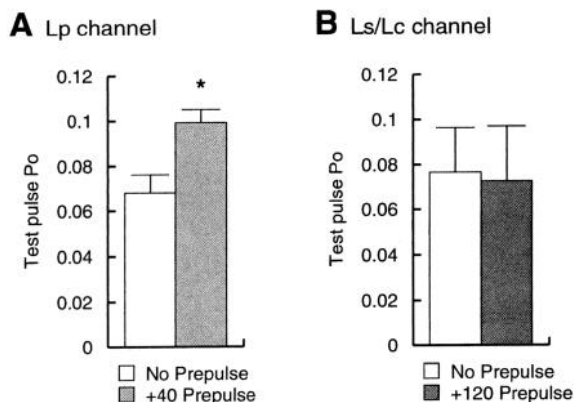 A Lp channel
0.12
0.1
0.08
0.06
0.04
0.02
0
Test pulse Po
*
No Prepulse
+40 Prepulse
B Ls/Lc channel
0.12
0.1
0.08
0.06
0.04
0.02
0
Test pulse Po
No Prepulse
+120 Prepulse